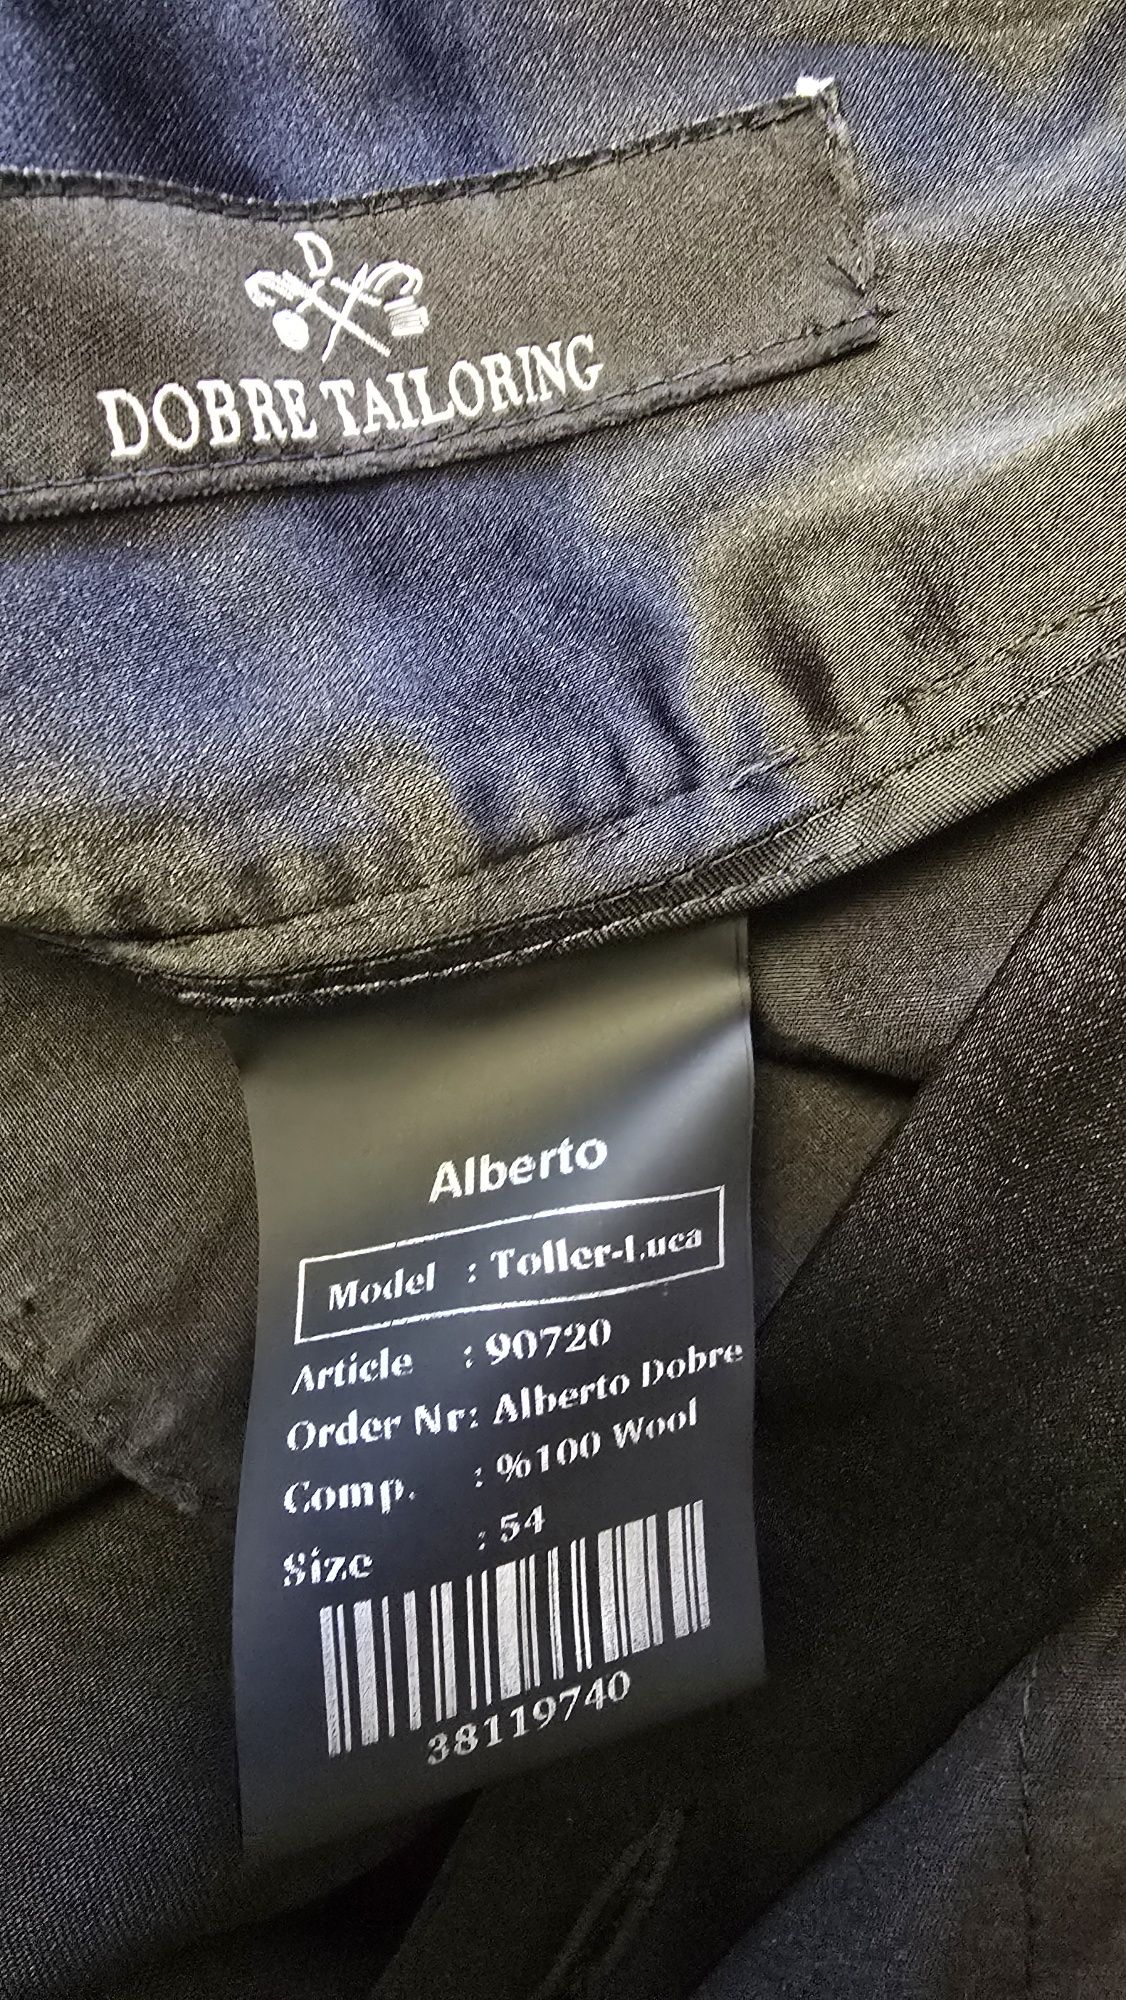 D
DOBRE TAILORING
Alberto
Model : Toller-Luca
Article : 90720
Order Nr: Alberto Dobre
Comp. : %100 Wool
Size : 54
38119740